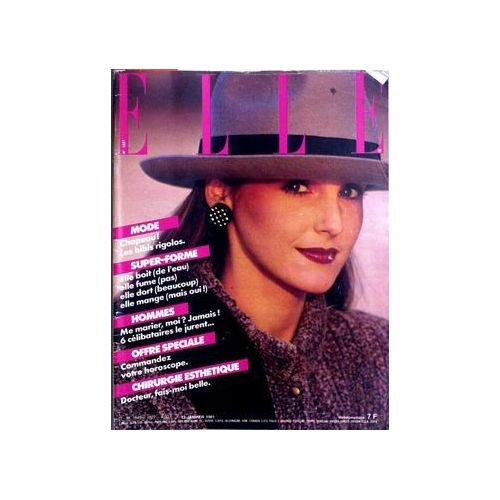 ELLE
MODE
Chapeau!
Les bibis rigolos.
SUPER-FORME
elle boit (de l'eau)
elle fume (pas)
elle dort (beaucoup)
elle mange (mais oui!)
HOMMES
Me marier, moi? Jamais!
6 célibataires le jurent...
OFFRE SPECIALE
Commandez
votre horoscope.
CHIRURGIE ESTHETIQUE
Docteur, fais-moi belle.
JANVIER 1981
7 F